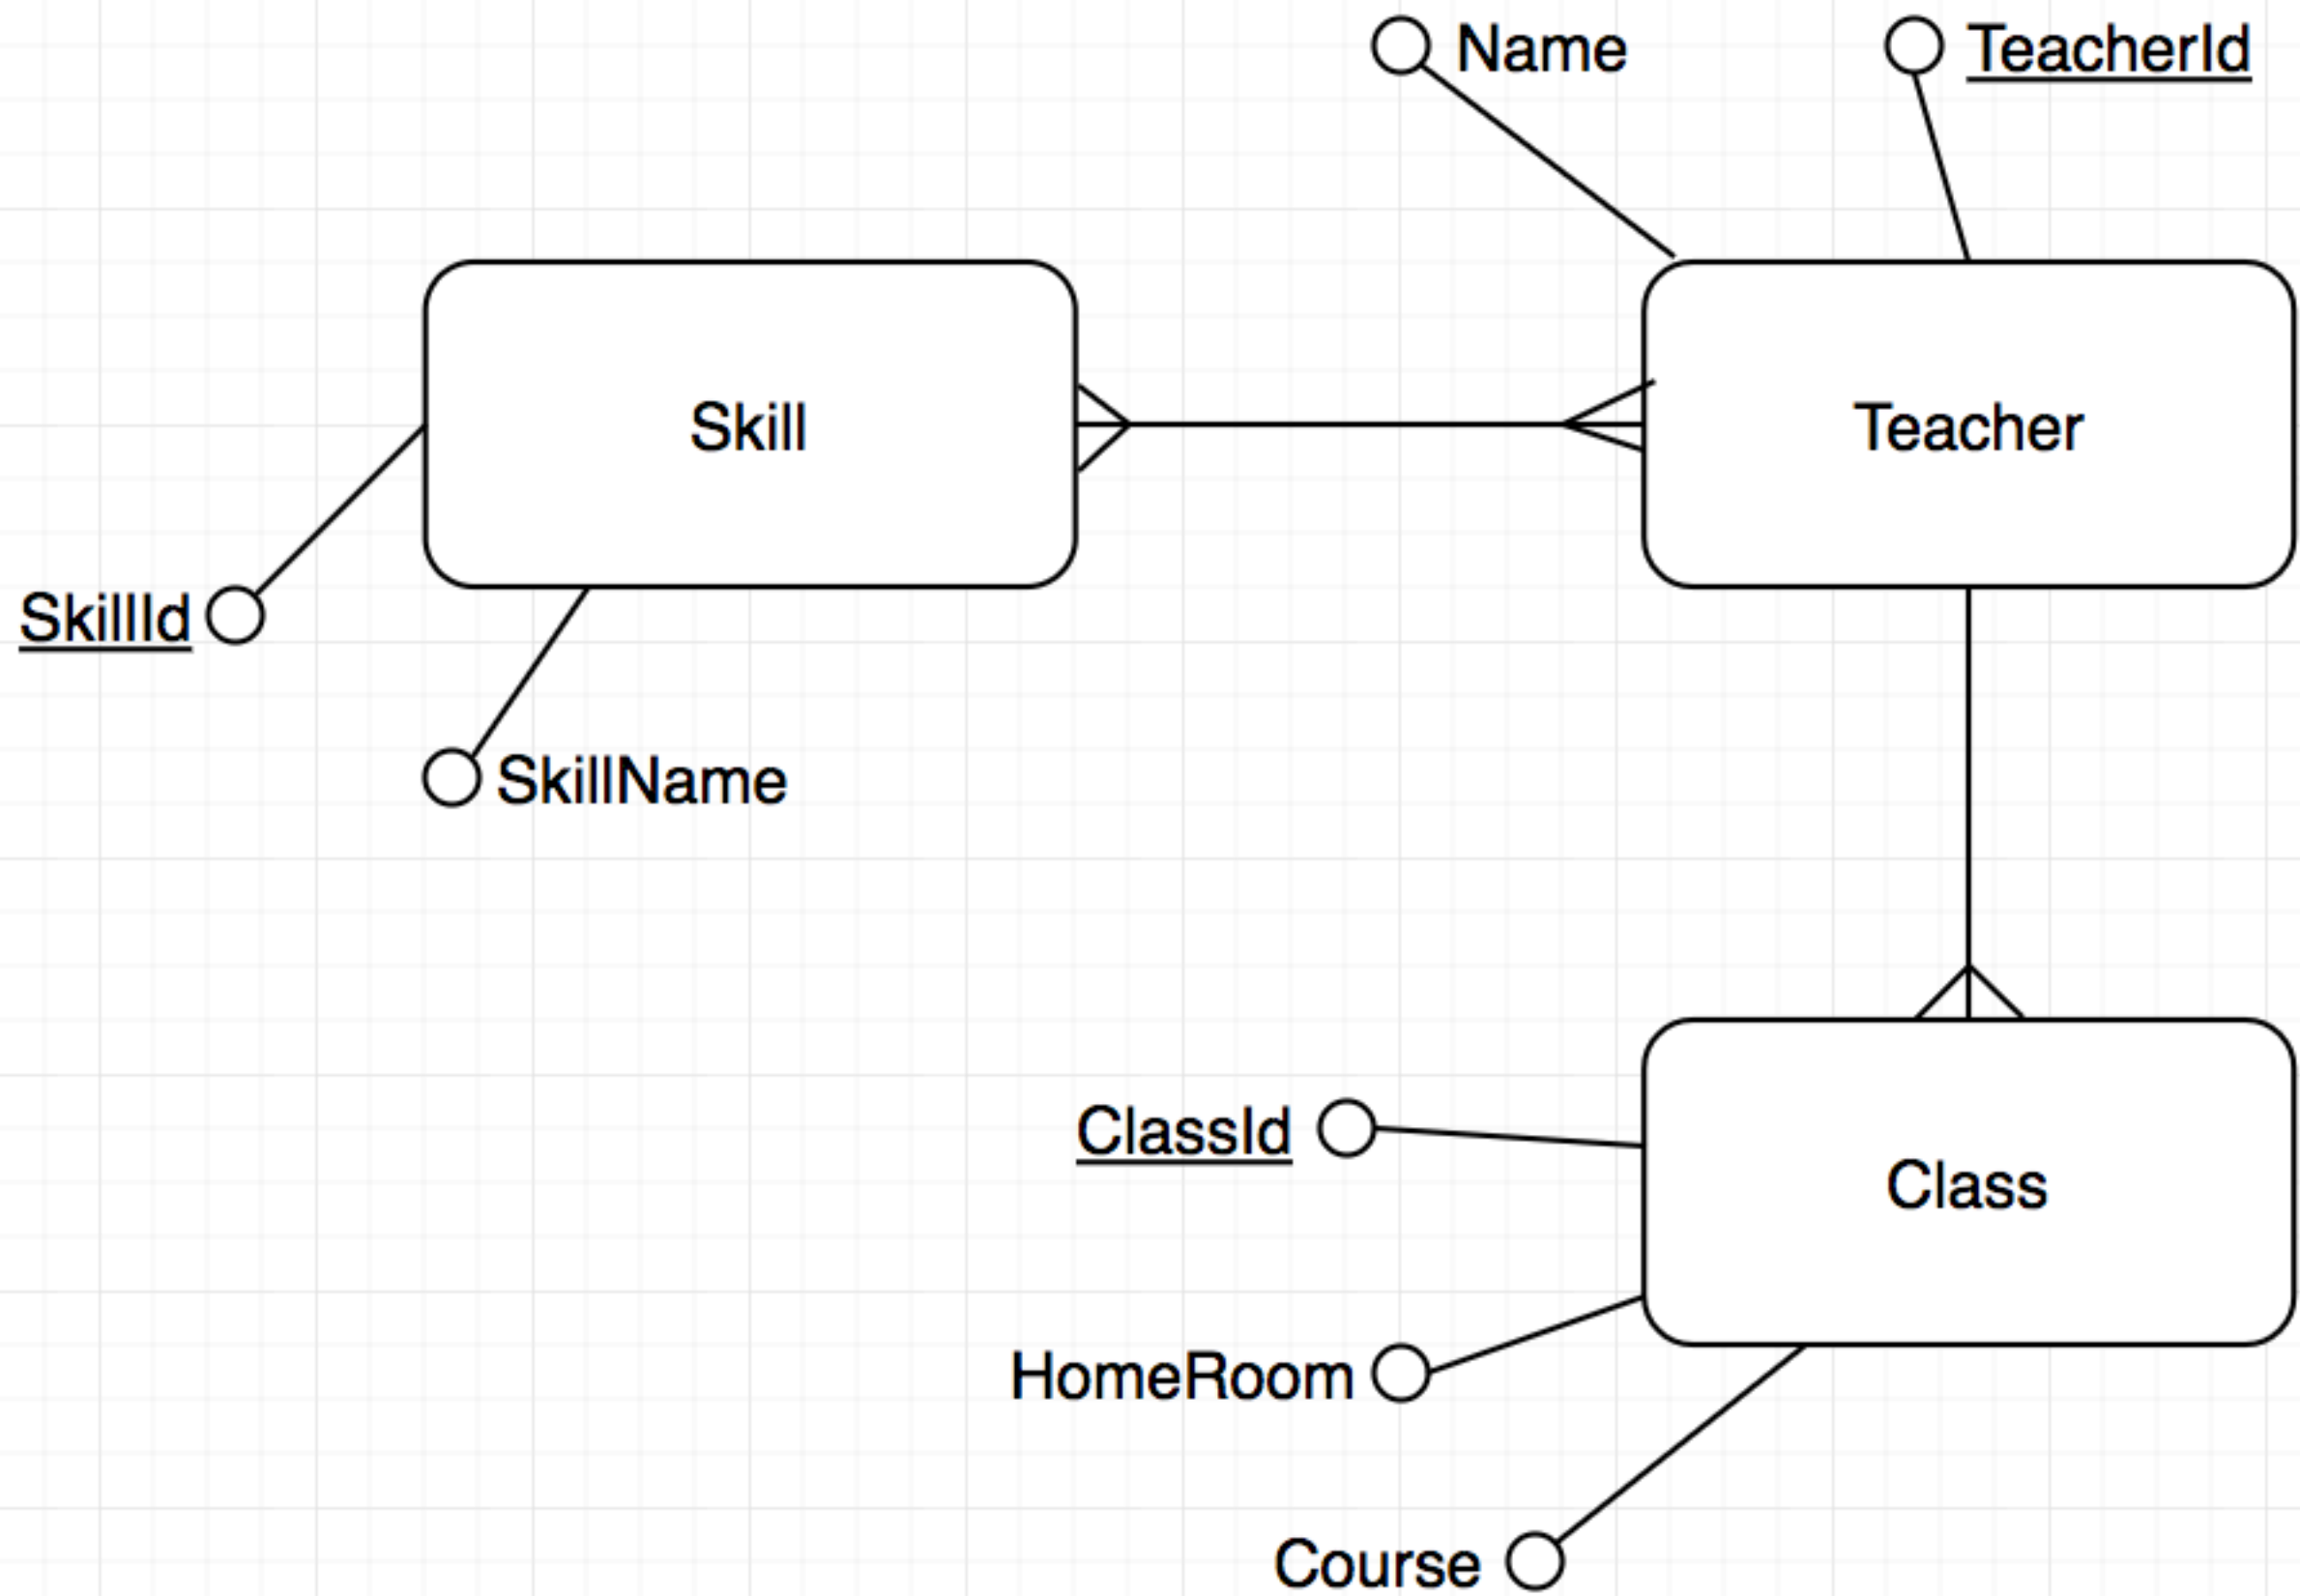 Name
TeacherId
Skill
Teacher
SkillId
SkillName
ClassId
Class
HomeRoom
Course